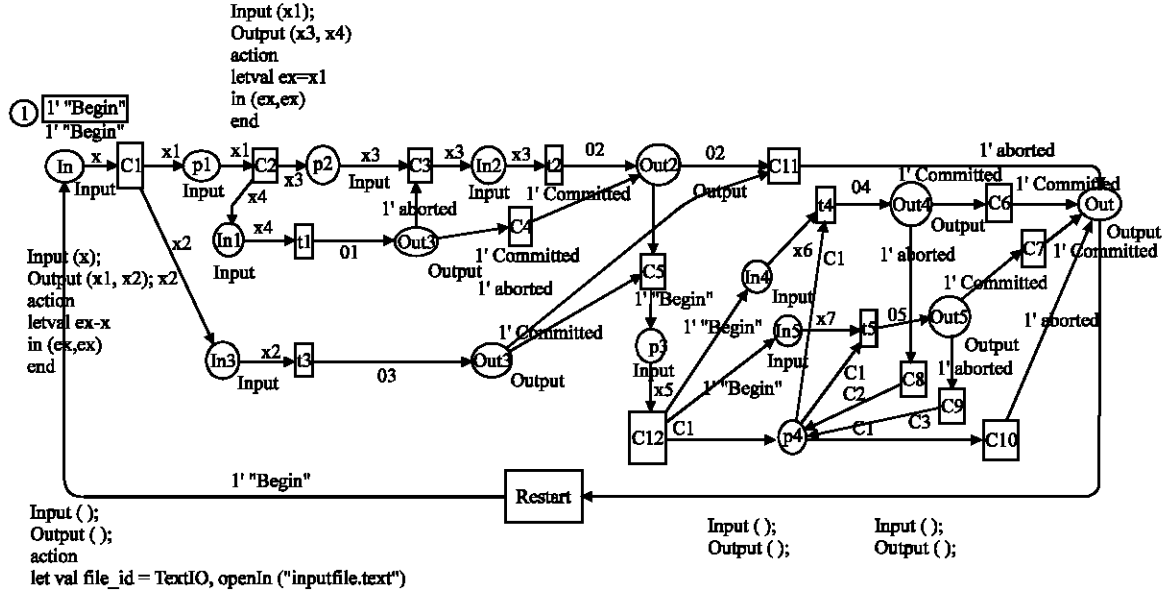 Input (x1);
Output (x3, x4)
action
letval ex=x1
in (ex,ex)
end
1
1' "Begin"
1' "Begin"
In
x
C1
x1
p1
x1
C2
x3
p2
x3
C3
x3
In2
x3
t2
02
Out2
02
C11
1' aborted
Input
Input
Input
Input
Output
x4
1' aborted
1' Committed
C4
1' Committed
In1
x4
t1
01
Out3
Input
Output
1' Committed
1' aborted
t4
04
Out4
1' Committed
C6
1' Committed
Out
Output
Output
x2
x6
C1
1' aborted
C7
1' Committed
Input (x);
Output (x1, x2); x2
action
letval ex-x
in (ex,ex)
end
C5
1' "Begin"
In4
Input
1' Committed
1' Committed
1' "Begin"
In5
x7
t5
05
Out5
Input
Output
1' aborted
In3
x2
t3
03
Out3
Input
Output
p3
Input
x5
1' "Begin"
C1
C2
C8
1' aborted
C9
C3
C12
C1
p4
C1
C10
1' "Begin"
Restart
Input ( );
Output ( );
action
let val file_id = TextIO, openIn ("inputfile.text")
Input ( );
Output ( );
Input ( );
Output ( );